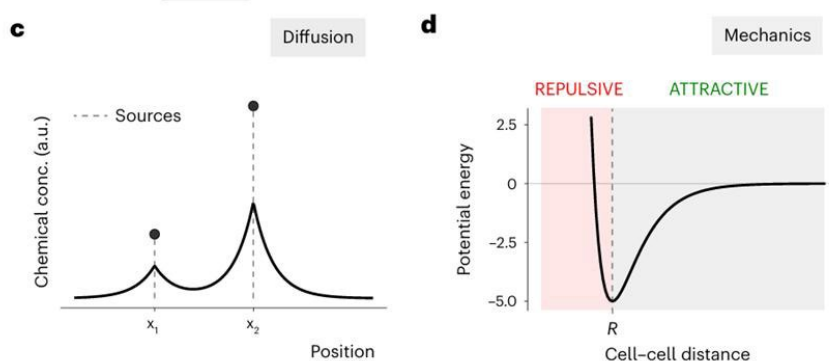 c
Diffusion
Sources
Chemical conc. (a.u.)
x₁
x₂
Position
d
Mechanics
REPULSIVE
ATTRACTIVE
2.5
0
–2.5
–5.0
Potential energy
R
Cell–cell distance